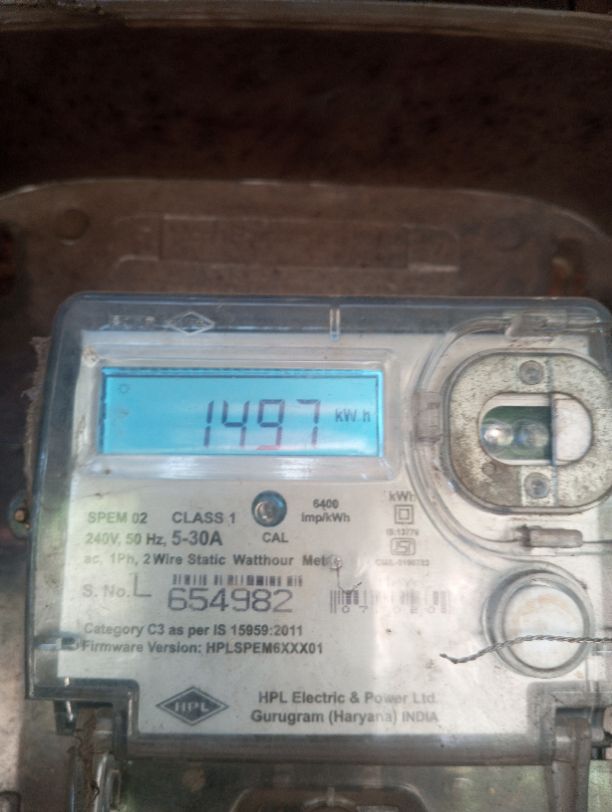 1497 kWh
SPEM 02 CLASS 1
240V, 50 Hz, 5-30A
CAL
6400
imp/kWh
kWh
IS:13779
ac, 1Ph, 2 Wire Static Watthour
S. No. L 654982
Category C3 as per IS 15959:2011
Firmware Version: HPLSPEM6XXX01
HPL
HPL Electric & Power Ltd.
Gurugram (Haryana) INDIA